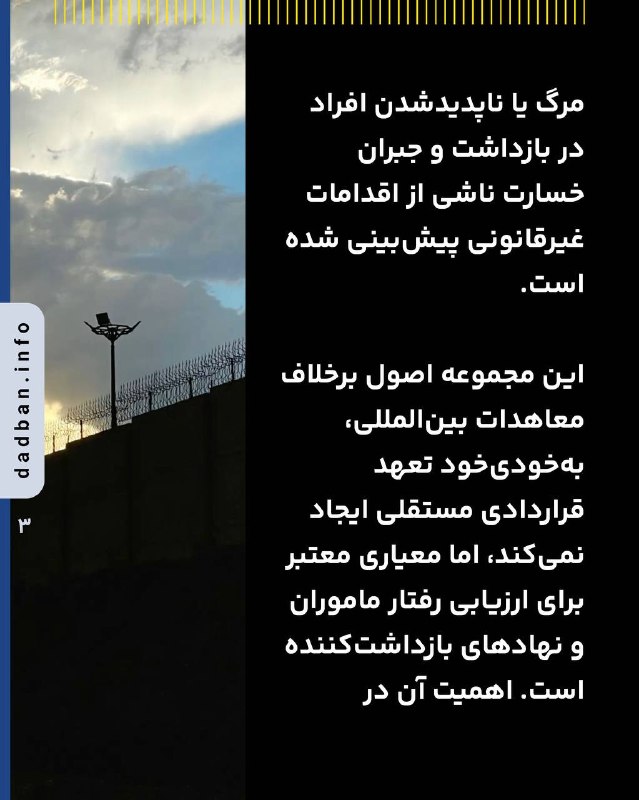 مرگ یا ناپدیدشدن افراد
در بازداشت و جبران
خسارت ناشی از اقدامات
غیرقانونی پیش‌بینی شده
است.
این مجموعه اصول برخلاف
معاهدات بین‌المللی،
به‌خودی‌خود تعهد
قراردادی مستقلی ایجاد
نمی‌کند، اما معیاری معتبر
برای ارزیابی رفتار ماموران
و نهادهای بازداشت‌کننده
است. اهمیت آن در
dadban.info
۳